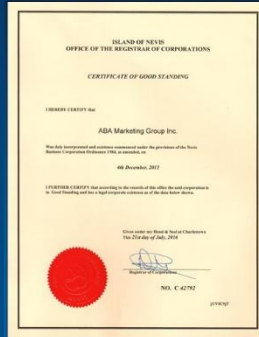 ISLAND OF NEVIS
OFFICE OF THE REGISTRAR OF CORPORATIONS
CERTIFICATE OF GOOD STANDING
I HEREBY CERTIFY that
ABA Marketing Group Inc.
Was duly incorporated and existence commenced under the provisions of the Nevis
Business Corporation Ordinance 1984, as amended, on
4th December, 2013
I FURTHER CERTIFY that according to the records of this office the said corporation is
in Good Standing and has a legal corporate existence as of the date below shown.
Given under my Hand & Seal at Charlestown
This 21st day of July, 2014
Registrar of Corporations
NO. C 42792